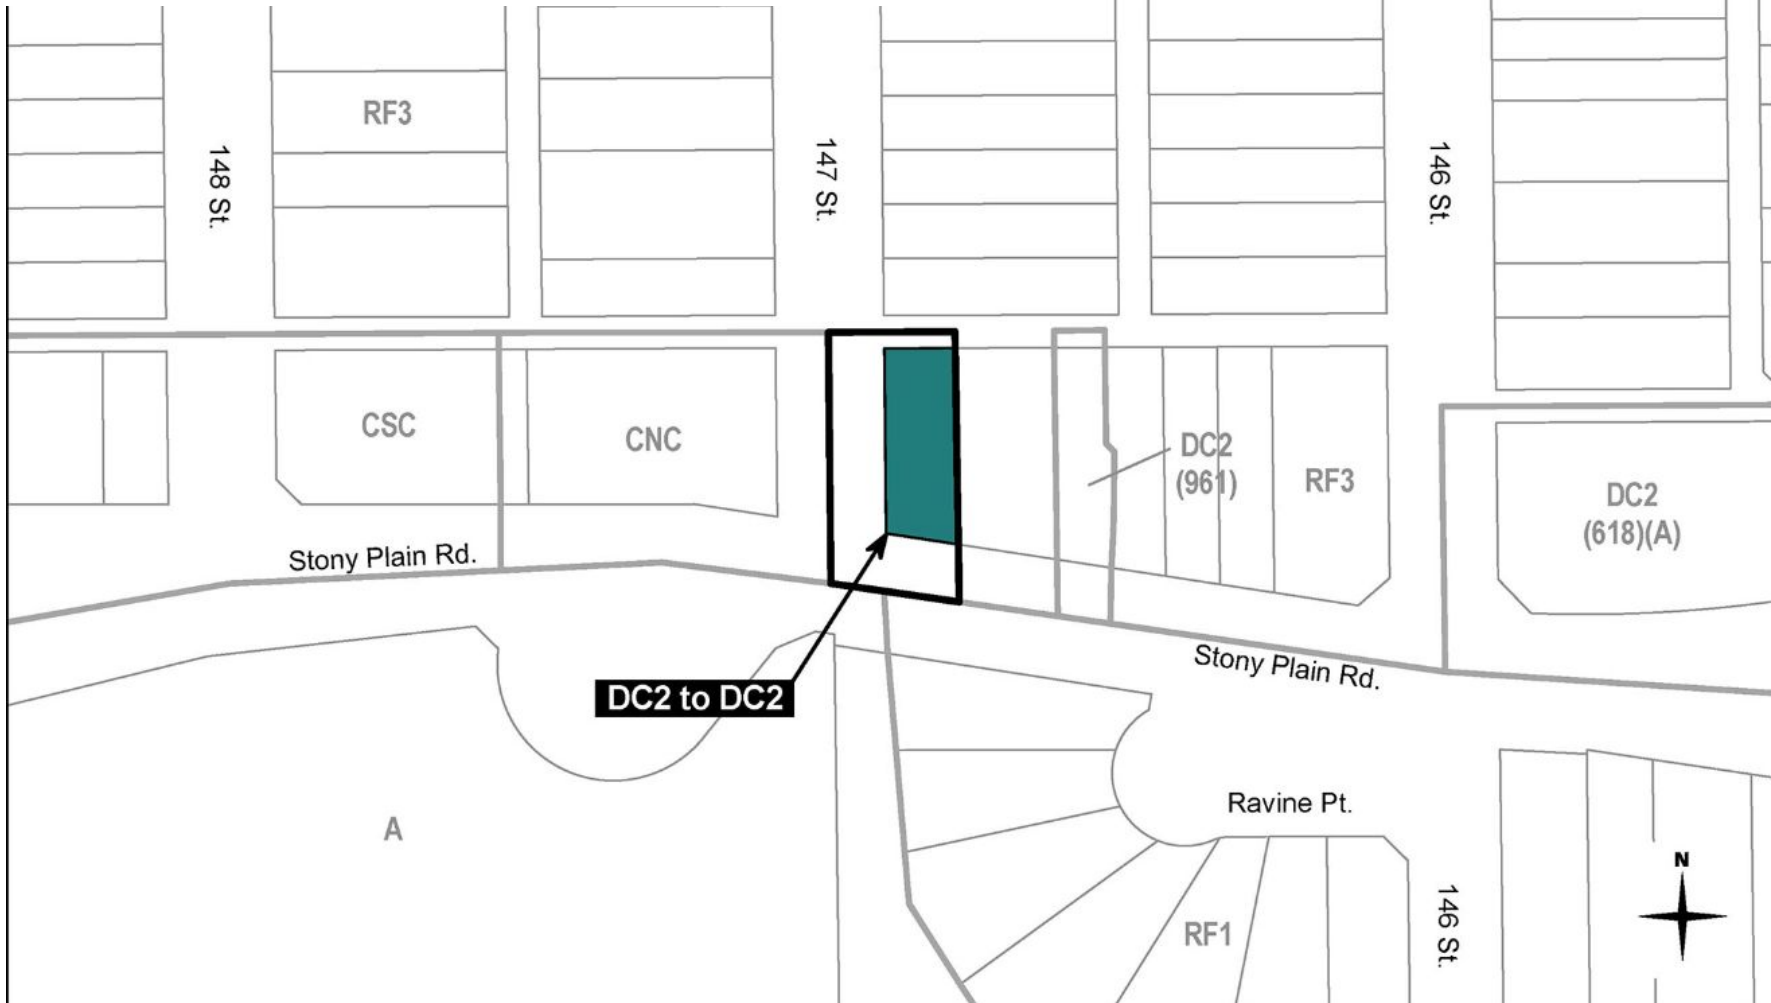 RF3
148 St.
147 St.
146 St.
CSC
CNC
DC2
(961)
RF3
DC2
(618)(A)
Stony Plain Rd.
Stony Plain Rd.
DC2 to DC2
Ravine Pt.
A
N
RF1
146 St.